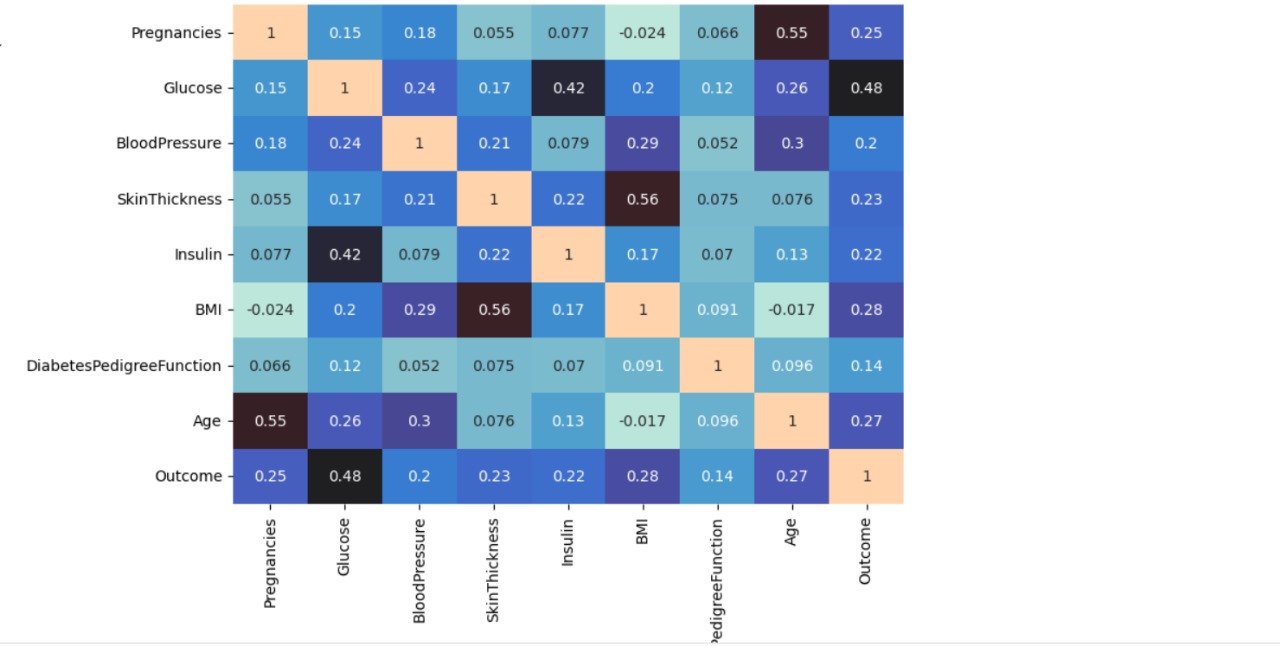 Pregnancies 1 0.15 0.18 0.055 0.077 -0.024 0.066 0.55 0.25
Glucose 0.15 1 0.24 0.17 0.42 0.2 0.12 0.26 0.48
BloodPressure 0.18 0.24 1 0.21 0.079 0.29 0.052 0.3 0.2
SkinThickness 0.055 0.17 0.21 1 0.22 0.56 0.075 0.076 0.23
Insulin 0.077 0.42 0.079 0.22 1 0.17 0.07 0.13 0.22
BMI -0.024 0.2 0.29 0.56 0.17 1 0.091 -0.017 0.28
DiabetesPedigreeFunction 0.066 0.12 0.052 0.075 0.07 0.091 1 0.096 0.14
Age 0.55 0.26 0.3 0.076 0.13 -0.017 0.096 1 0.27
Outcome 0.25 0.48 0.2 0.23 0.22 0.28 0.14 0.27 1
Pregnancies
Glucose
BloodPressure
SkinThickness
Insulin
BMI
PedigreeFunction
Age
Outcome